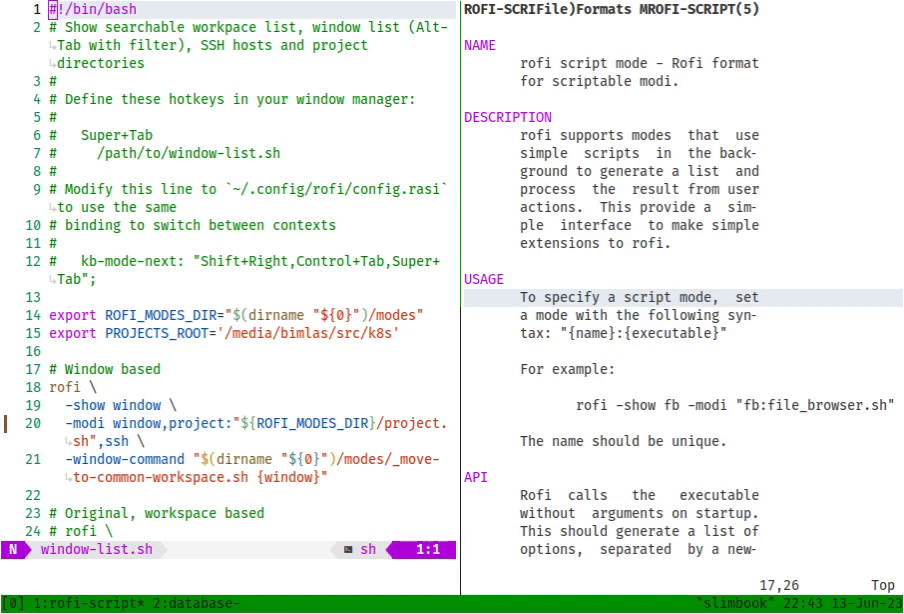 1 #!/bin/bash
2 # Show searchable workpace list, window list (Alt-
↳Tab with filter), SSH hosts and project
↳directories
3 #
4 # Define these hotkeys in your window manager:
5 #
6 #   Super+Tab
7 #     /path/to/window-list.sh
8 #
9 # Modify this line to `~/.config/rofi/config.rasi`
↳to use the same
10 # binding to switch between contexts
11 #
12 #   kb-mode-next: "Shift+Right,Control+Tab,Super+
↳Tab";
13
14 export ROFI_MODES_DIR="$(dirname "${0}")/modes"
15 export PROJECTS_ROOT='/media/bimlas/src/k8s'
16
17 # Window based
18 rofi \
19   -show window \
20   -modi window,project:"${ROFI_MODES_DIR}/project.
↳sh",ssh \
21   -window-command "$(dirname "${0}")/modes/_move-
↳to-common-workspace.sh {window}"
22
23 # Original, workspace based
24 # rofi \
N window-list.sh sh 1:1
ROFI-SCRIFile)Formats MROFI-SCRIPT(5)
NAME
rofi script mode - Rofi format
for scriptable modi.
DESCRIPTION
rofi supports modes  that  use
simple  scripts  in  the back-
ground to generate a list  and
process  the  result from user
actions.  This provide a  sim-
ple  interface  to make simple
extensions to rofi.
USAGE
To specify a script mode,  set
a mode with the following syn-
tax: "{name}:{executable}"
For example:
rofi -show fb -modi "fb:file_browser.sh"
The name should be unique.
API
Rofi  calls   the   executable
without  arguments on startup.
This should generate a list of
options,  separated  by a new-
17,26 Top
[0] 1:rofi-script* 2:database- "slimbook" 22:43 13-Jun-23